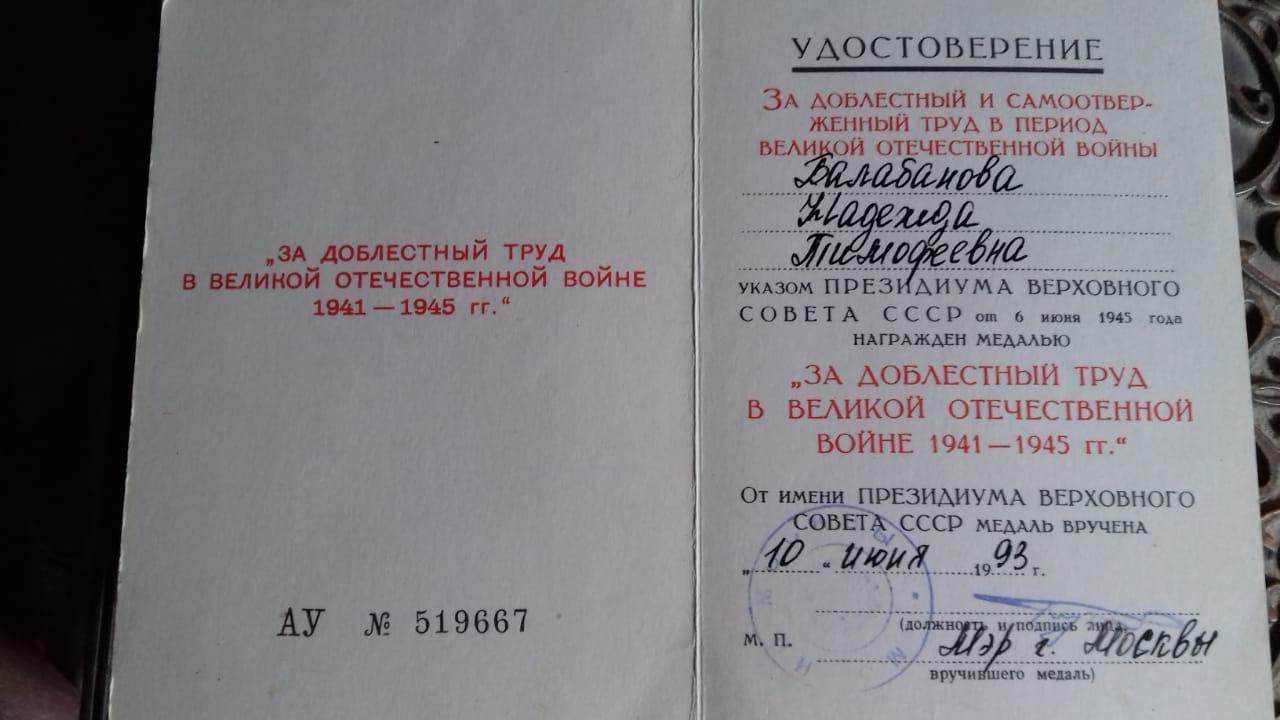 „ЗА ДОБЛЕСТНЫЙ ТРУД
В ВЕЛИКОЙ ОТЕЧЕСТВЕННОЙ ВОЙНЕ
1941 — 1945 гг.“
АУ № 519667
УДОСТОВЕРЕНИЕ
ЗА ДОБЛЕСТНЫЙ И САМООТВЕР-
ЖЕННЫЙ ТРУД В ПЕРИОД
ВЕЛИКОЙ ОТЕЧЕСТВЕННОЙ ВОЙНЫ
Балабанова
Надежда
Тимофеевна
УКАЗОМ ПРЕЗИДИУМА ВЕРХОВНОГО
СОВЕТА СССР от 6 июня 1945 года
НАГРАЖДЕН МЕДАЛЬЮ
„ЗА ДОБЛЕСТНЫЙ ТРУД
В ВЕЛИКОЙ ОТЕЧЕСТВЕННОЙ
ВОЙНЕ 1941 — 1945 гг.“
От имени ПРЕЗИДИУМА ВЕРХОВНОГО
СОВЕТА СССР МЕДАЛЬ ВРУЧЕНА
„10“ июня 1993 г.
(должность и подпись лица,
М. П.
Мэр г. Москвы
вручившего медаль)